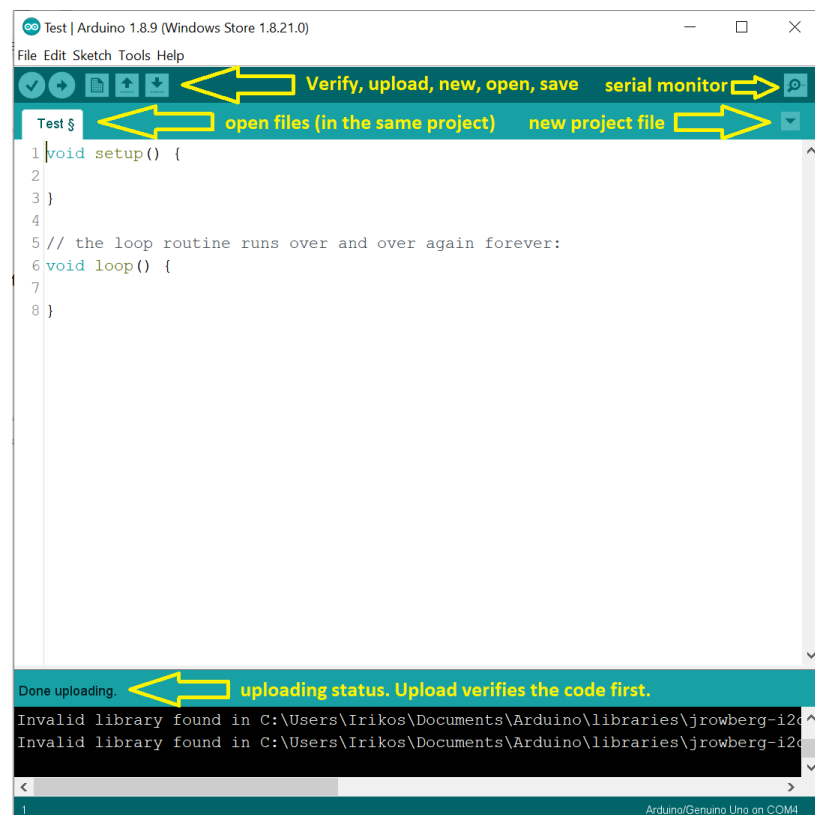 Test | Arduino 1.8.9 (Windows Store 1.8.21.0)
File Edit Sketch Tools Help
Verify, upload, new, open, save serial monitor
Test § open files (in the same project) new project file
1 void setup() {
2
3 }
4
5 // the loop routine runs over and over again forever:
6 void loop() {
7
8 }
Done uploading. uploading status. Upload verifies the code first.
Invalid library found in C:\Users\Irikos\Documents\Arduino\libraries\jrowberg-i2c
Invalid library found in C:\Users\Irikos\Documents\Arduino\libraries\jrowberg-i2c
1 Arduino/Genuino Uno on COM4